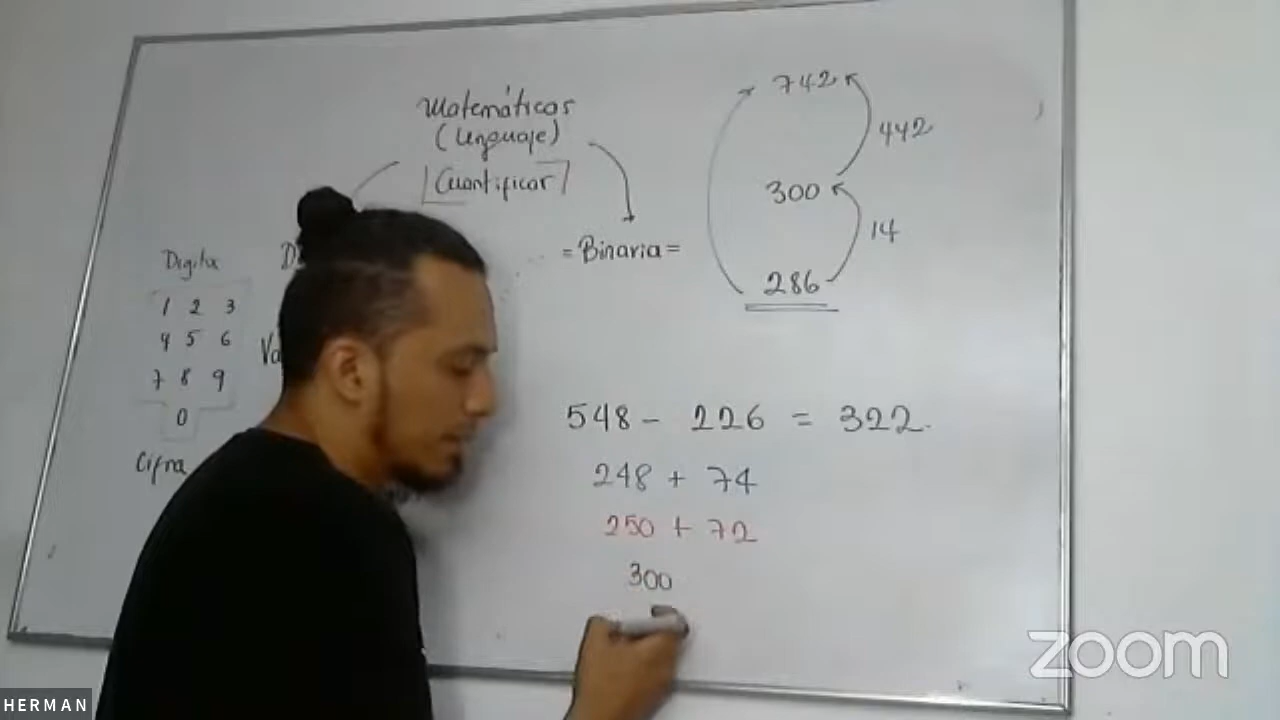 Matemáticas
(Lenguaje)
Cuantificar
= Binaria =
Digita
1 2 3
4 5 6
7 8 9
0
Cifra
742
442
300
14
286
548 - 226 = 322.
248 + 74
250 + 72
300
zoom
HERMAN